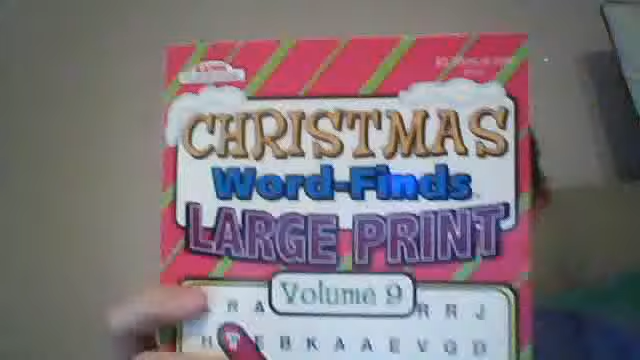 CHRISTMAS
Word-Finds
LARGE PRINT
Volume 9
R A R R J
H E B K A A E V G D